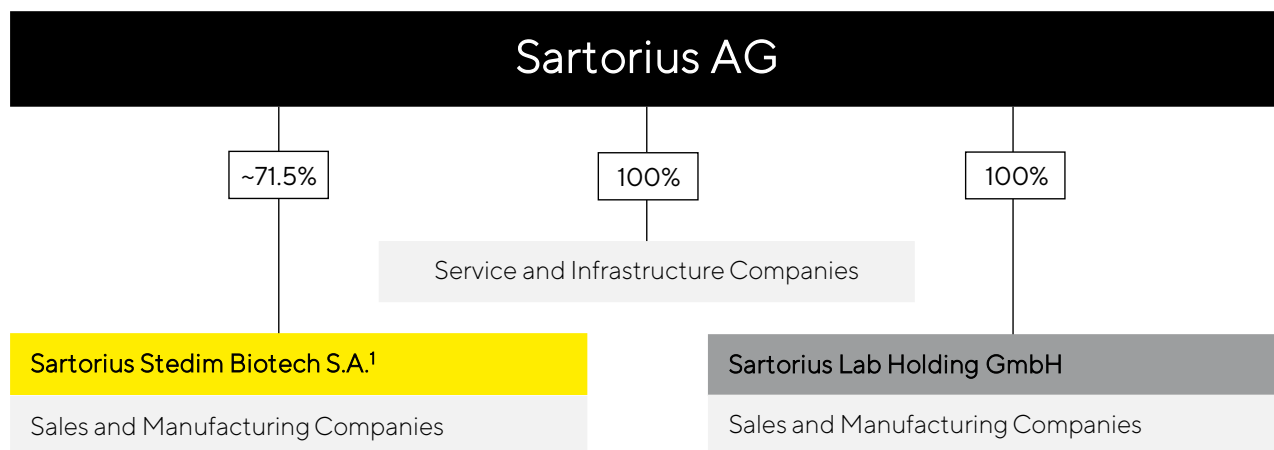 Sartorius AG
~71.5%
100%
100%
Service and Infrastructure Companies
Sartorius Stedim Biotech S.A.¹
Sartorius Lab Holding GmbH
Sales and Manufacturing Companies
Sales and Manufacturing Companies